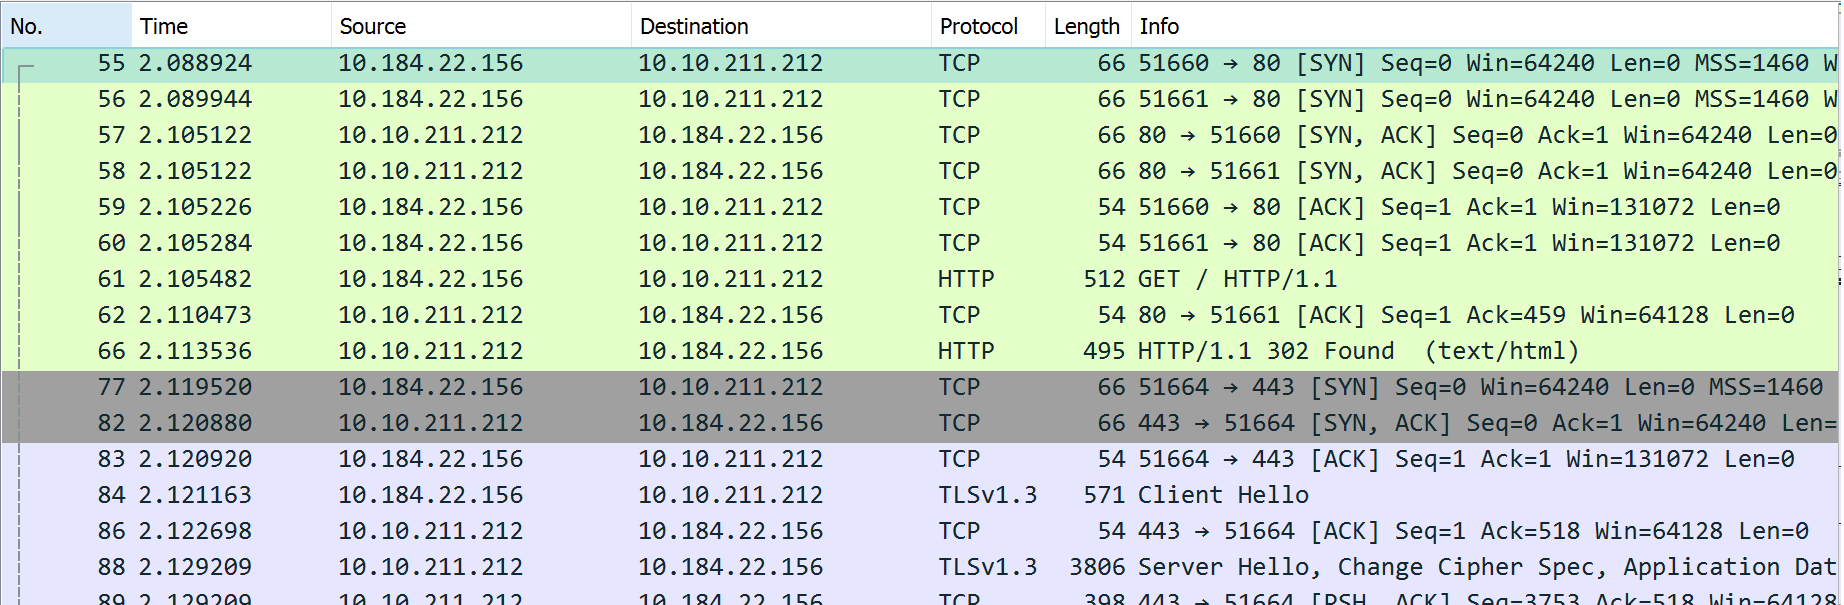 No. Time Source Destination Protocol Length Info
55 2.088924 10.184.22.156 10.10.211.212 TCP 66 51660 → 80 [SYN] Seq=0 Win=64240 Len=0 MSS=1460 W
56 2.089944 10.184.22.156 10.10.211.212 TCP 66 51661 → 80 [SYN] Seq=0 Win=64240 Len=0 MSS=1460 W
57 2.105122 10.10.211.212 10.184.22.156 TCP 66 80 → 51660 [SYN, ACK] Seq=0 Ack=1 Win=64240 Len=0
58 2.105122 10.10.211.212 10.184.22.156 TCP 66 80 → 51661 [SYN, ACK] Seq=0 Ack=1 Win=64240 Len=0
59 2.105226 10.184.22.156 10.10.211.212 TCP 54 51660 → 80 [ACK] Seq=1 Ack=1 Win=131072 Len=0
60 2.105284 10.184.22.156 10.10.211.212 TCP 54 51661 → 80 [ACK] Seq=1 Ack=1 Win=131072 Len=0
61 2.105482 10.184.22.156 10.10.211.212 HTTP 512 GET / HTTP/1.1
62 2.110473 10.10.211.212 10.184.22.156 TCP 54 80 → 51661 [ACK] Seq=1 Ack=459 Win=64128 Len=0
66 2.113536 10.10.211.212 10.184.22.156 HTTP 495 HTTP/1.1 302 Found (text/html)
77 2.119520 10.184.22.156 10.10.211.212 TCP 66 51664 → 443 [SYN] Seq=0 Win=64240 Len=0 MSS=1460
82 2.120880 10.10.211.212 10.184.22.156 TCP 66 443 → 51664 [SYN, ACK] Seq=0 Ack=1 Win=64240 Len=
83 2.120920 10.184.22.156 10.10.211.212 TCP 54 51664 → 443 [ACK] Seq=1 Ack=1 Win=131072 Len=0
84 2.121163 10.184.22.156 10.10.211.212 TLSv1.3 571 Client Hello
86 2.122698 10.10.211.212 10.184.22.156 TCP 54 443 → 51664 [ACK] Seq=1 Ack=518 Win=64128 Len=0
88 2.129209 10.10.211.212 10.184.22.156 TLSv1.3 3806 Server Hello, Change Cipher Spec, Application Dat
89 2.129209 10.10.211.212 10.184.22.156 TCP 398 443 → 51664 [PSH, ACK] Seq=3753 Ack=518 Win=64128